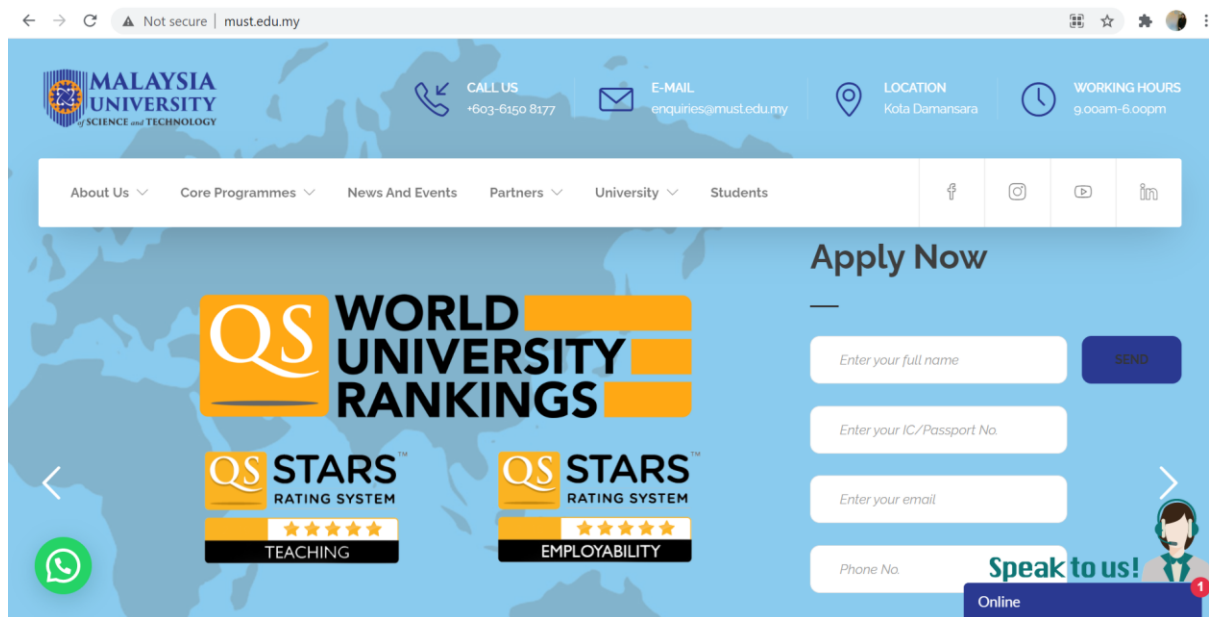 Not secure | must.edu.my
MALAYSIA
UNIVERSITY
of SCIENCE and TECHNOLOGY
CALL US
+603-6150 8177
E-MAIL
enquiries@must.edu.my
LOCATION
Kota Damansara
WORKING HOURS
9.00am-6.00pm
About Us
Core Programmes
News And Events
Partners
University
Students
Apply Now
QS
WORLD
UNIVERSITY
RANKINGS
Enter your full name
SEND
Enter your IC/Passport No.
QS STARS™
RATING SYSTEM
TEACHING
QS STARS™
RATING SYSTEM
EMPLOYABILITY
Enter your email
Phone No.
Speak to us!
1
Online